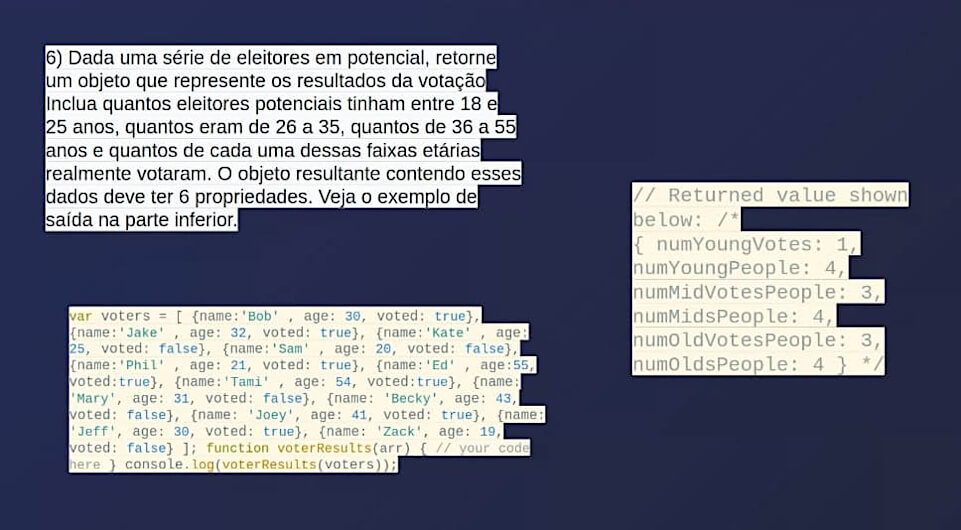 6) Dada uma série de eleitores em potencial, retorne
um objeto que represente os resultados da votação
Inclua quantos eleitores potenciais tinham entre 18 e
25 anos, quantos eram de 26 a 35, quantos de 36 a 55
anos e quantos de cada uma dessas faixas etárias
realmente votaram. O objeto resultante contendo esses
dados deve ter 6 propriedades. Veja o exemplo de
saída na parte inferior.
var voters = [ {name:'Bob' , age: 30, voted: true},
{name:'Jake' , age: 32, voted: true}, {name:'Kate' , age:
25, voted: false}, {name:'Sam' , age: 20, voted: false},
{name:'Phil' , age: 21, voted: true}, {name:'Ed' , age:55,
voted:true}, {name:'Tami' , age: 54, voted:true}, {name:
'Mary', age: 31, voted: false}, {name: 'Becky', age: 43,
voted: false}, {name: 'Joey', age: 41, voted: true}, {name:
'Jeff', age: 30, voted: true}, {name: 'Zack', age: 19,
voted: false} ]; function voterResults(arr) { // your code
here } console.log(voterResults(voters));
// Returned value shown
below: /*
{ numYoungVotes: 1,
numYoungPeople: 4,
numMidVotesPeople: 3,
numMidsPeople: 4,
numOldVotesPeople: 3,
numOldsPeople: 4 } */